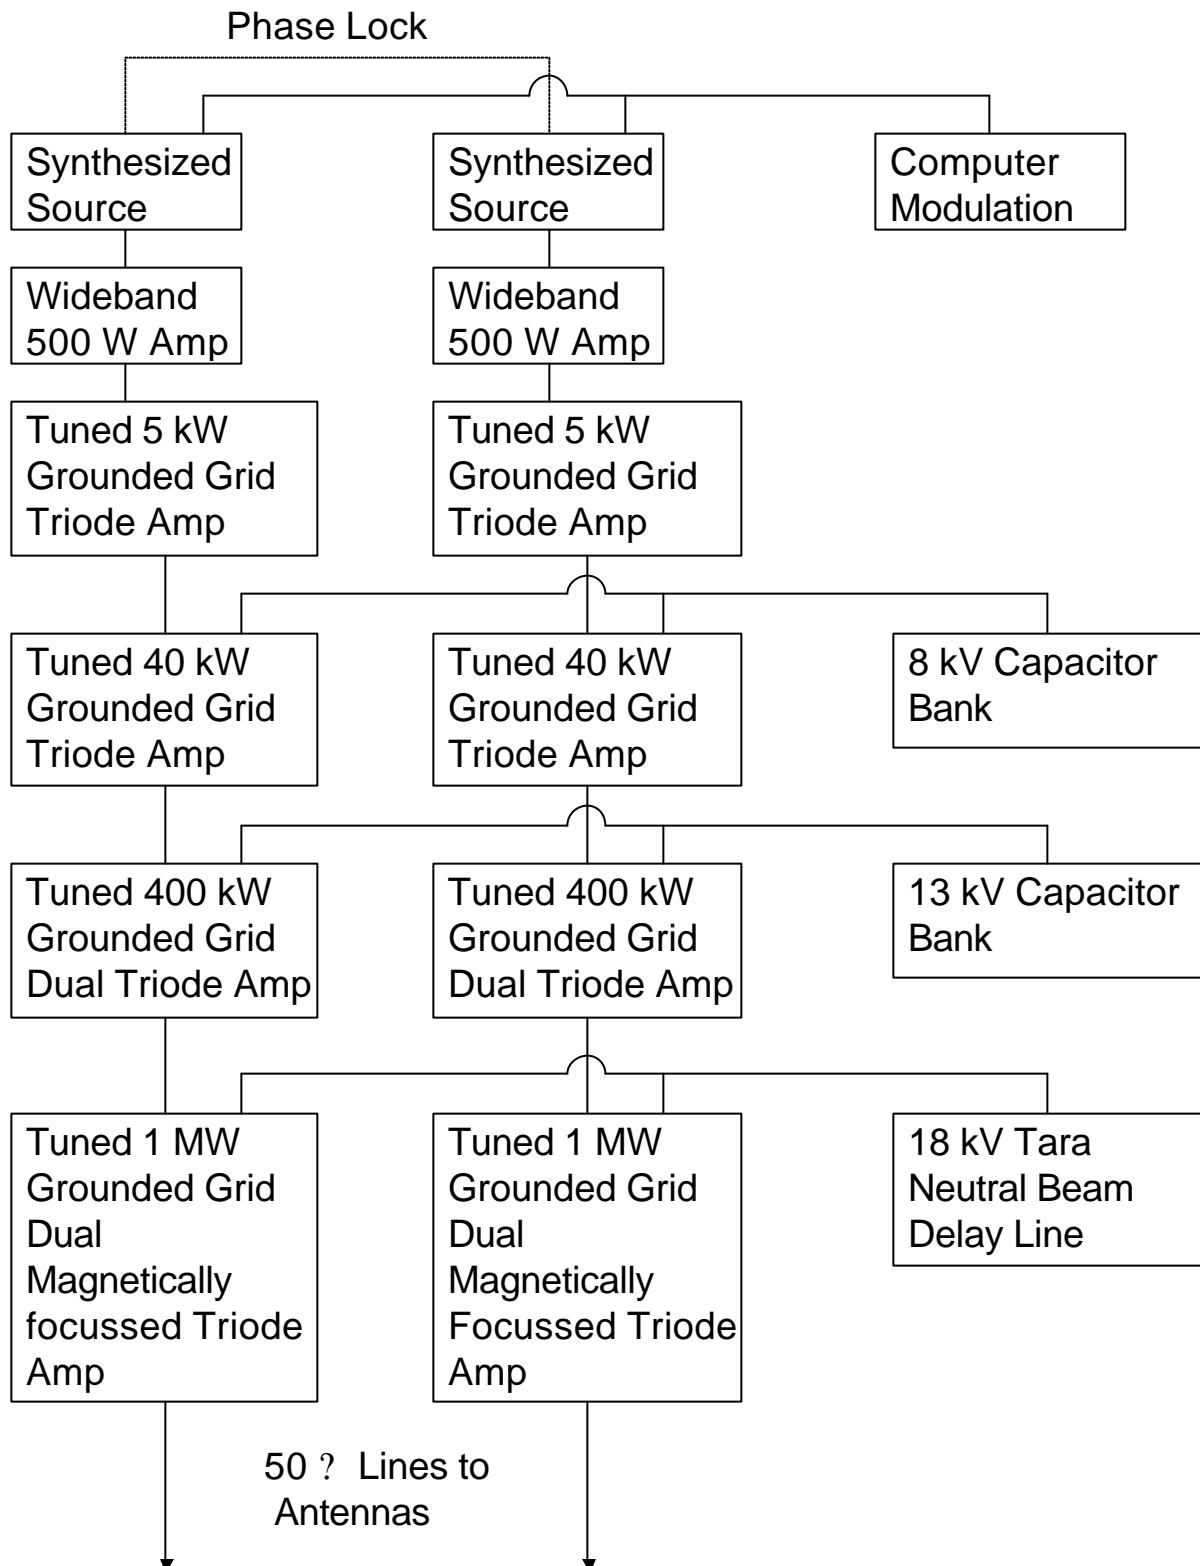 Phase Lock
Synthesized
Source
Synthesized
Source
Computer
Modulation
Wideband
500 W Amp
Wideband
500 W Amp
Tuned 5 kW
Grounded Grid
Triode Amp
Tuned 5 kW
Grounded Grid
Triode Amp
Tuned 40 kW
Grounded Grid
Triode Amp
Tuned 40 kW
Grounded Grid
Triode Amp
8 kV Capacitor
Bank
Tuned 400 kW
Grounded Grid
Dual Triode Amp
Tuned 400 kW
Grounded Grid
Dual Triode Amp
13 kV Capacitor
Bank
Tuned 1 MW
Grounded Grid
Dual
Magnetically
focussed Triode
Amp
Tuned 1 MW
Grounded Grid
Dual
Magnetically
Focussed Triode
Amp
18 kV Tara
Neutral Beam
Delay Line
50 ? Lines to
Antennas